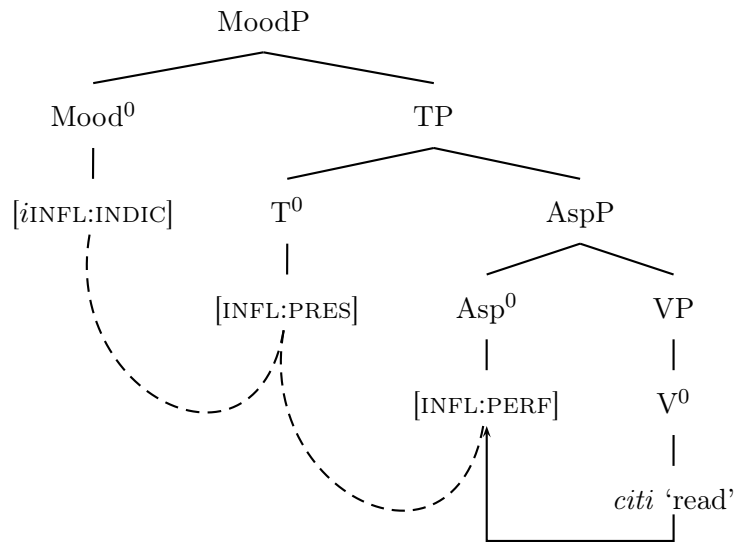 MoodP
Mood⁰ TP
[iINFL:INDIC] T⁰ AspP
[INFL:PRES] Asp⁰ VP
[INFL:PERF] V⁰
citi ‘read’